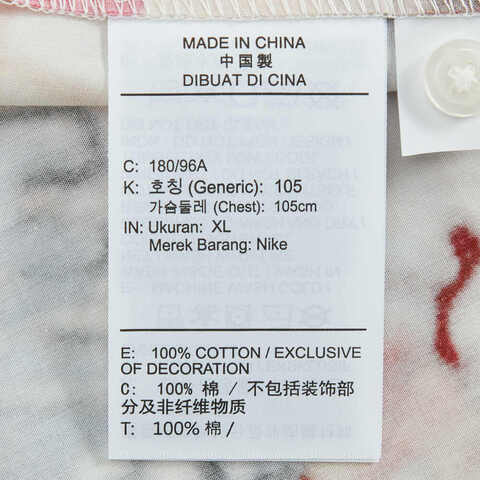 MADE IN CHINA
中国製
DIBUAT DI CINA
C: 180/96A
K: 호칭 (Generic): 105
가슴둘레 (Chest): 105cm
IN: Ukuran: XL
Merek Barang: Nike
E: 100% COTTON / EXCLUSIVE
OF DECORATION
C: 100% 棉 / 不包括装饰部
分及非纤维物质
T: 100% 棉 /